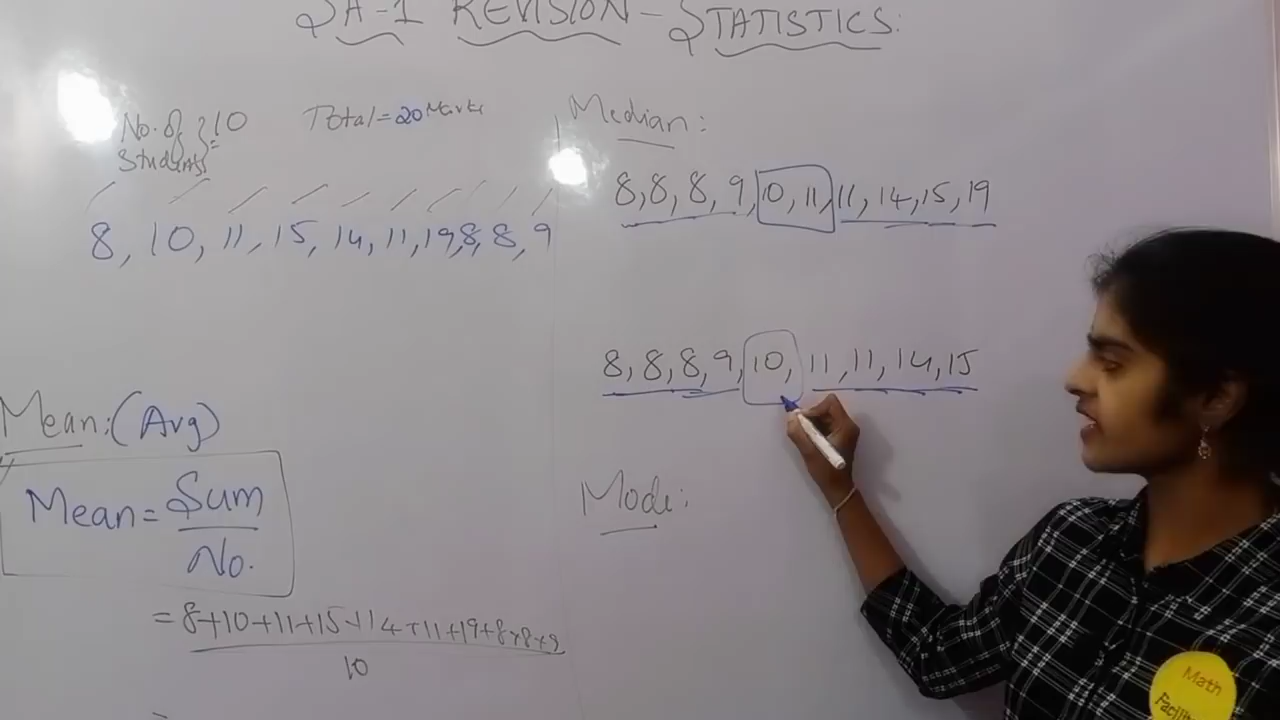 SA-1 REVISION - STATISTICS:
No. of Students } = 10
Total = 20 Marks
8, 10, 11, 15, 14, 11, 19, 8, 8, 9
Mean: (Avg)
Mean = Sum
No.
= 8+10+11+15+14+11+19+8+8+9
10
=
Median:
8, 8, 8, 9, 10, 11, 11, 14, 15, 19
8, 8, 8, 9, 10, 11, 11, 14, 15
Mode:
Math